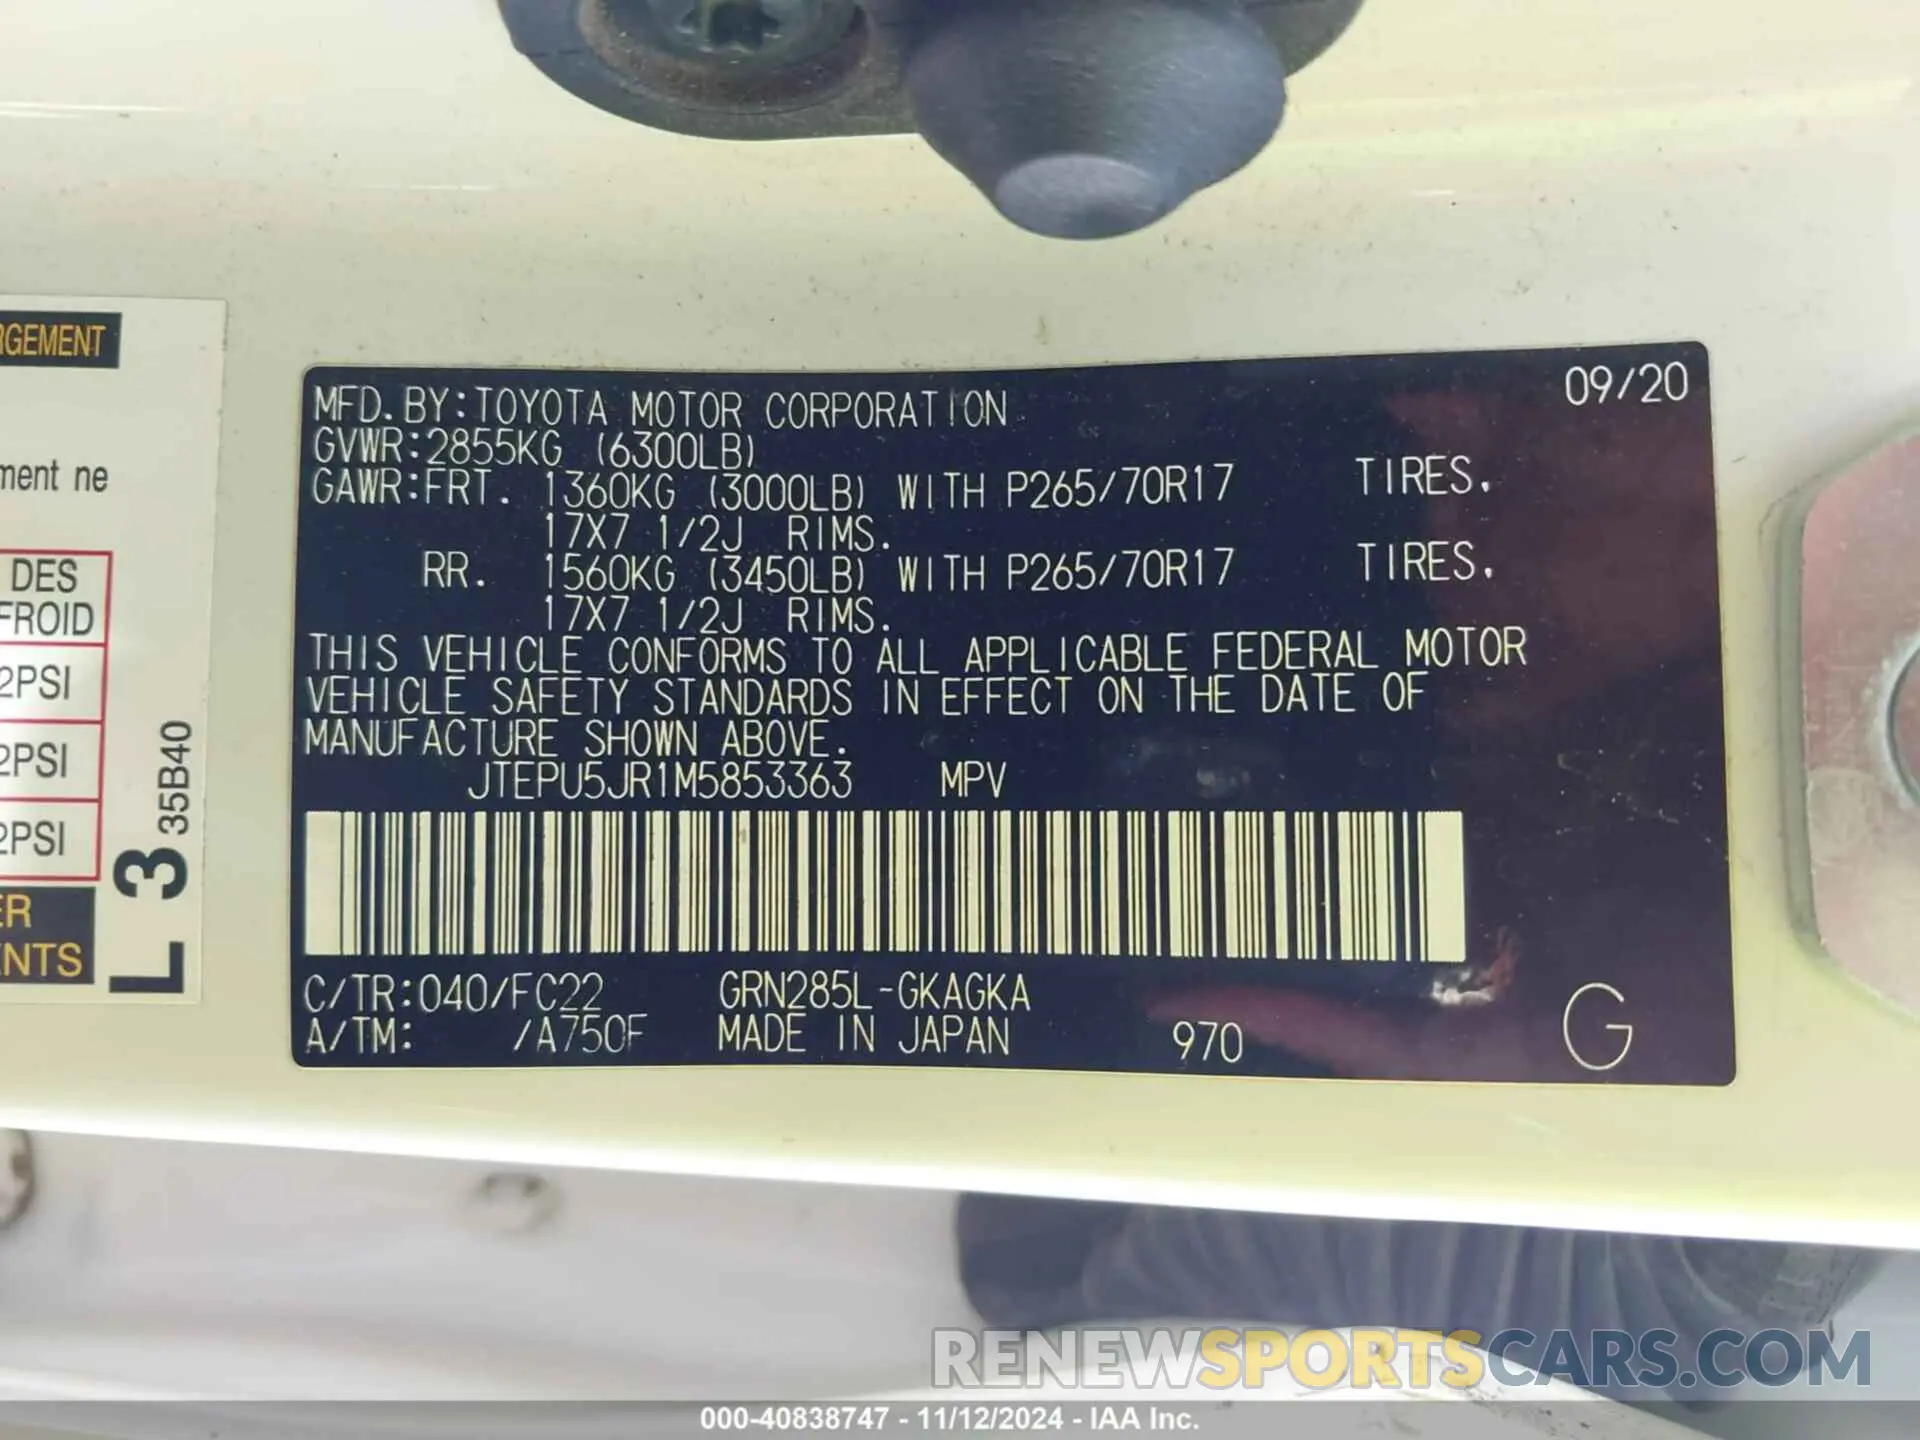 RGEMENT
ment ne
DES
FROID
2PSI
2PSI
2PSI
ER
ENTS
L 3 35B40
09/20
MFD.BY:TOYOTA MOTOR CORPORATION
GVWR:2855KG (6300LB)
GAWR:FRT. 1360KG (3000LB) WITH P265/70R17 TIRES.
17X7 1/2J RIMS.
RR. 1560KG (3450LB) WITH P265/70R17 TIRES.
17X7 1/2J RIMS.
THIS VEHICLE CONFORMS TO ALL APPLICABLE FEDERAL MOTOR
VEHICLE SAFETY STANDARDS IN EFFECT ON THE DATE OF
MANUFACTURE SHOWN ABOVE.
JTEPU5JR1M5853363 MPV
C/TR:040/FC22 GRN285L-GKAGKA
A/TM: /A750F MADE IN JAPAN 970 G
RENEWSPORTSCARS.COM
000-40838747 - 11/12/2024 - IAA Inc.